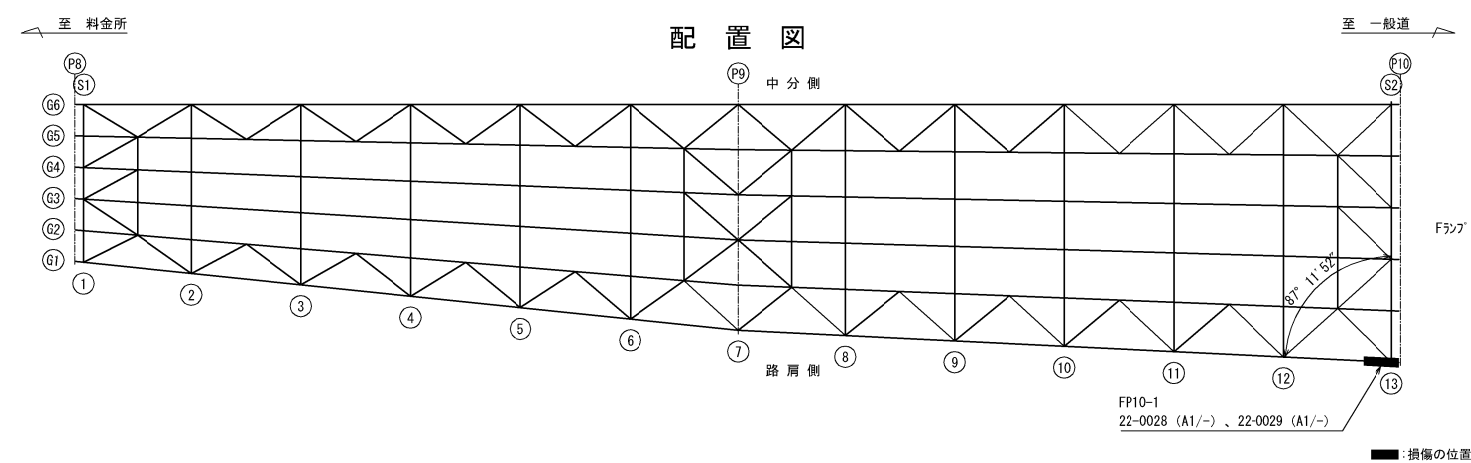 至　料金所
配　置　図
至　一般道
P8
P9
P10
S1
中 分 側
S2
G6
G5
G4
G3
G2
G1
Fﾗﾝﾌﾟ
87° 11′52″
1
2
3
4
5
6
7
8
9
10
11
12
13
路 肩 側
FP10-1
22-0028 (A1/-) 、22-0029 (A1/-)
:損傷の位置